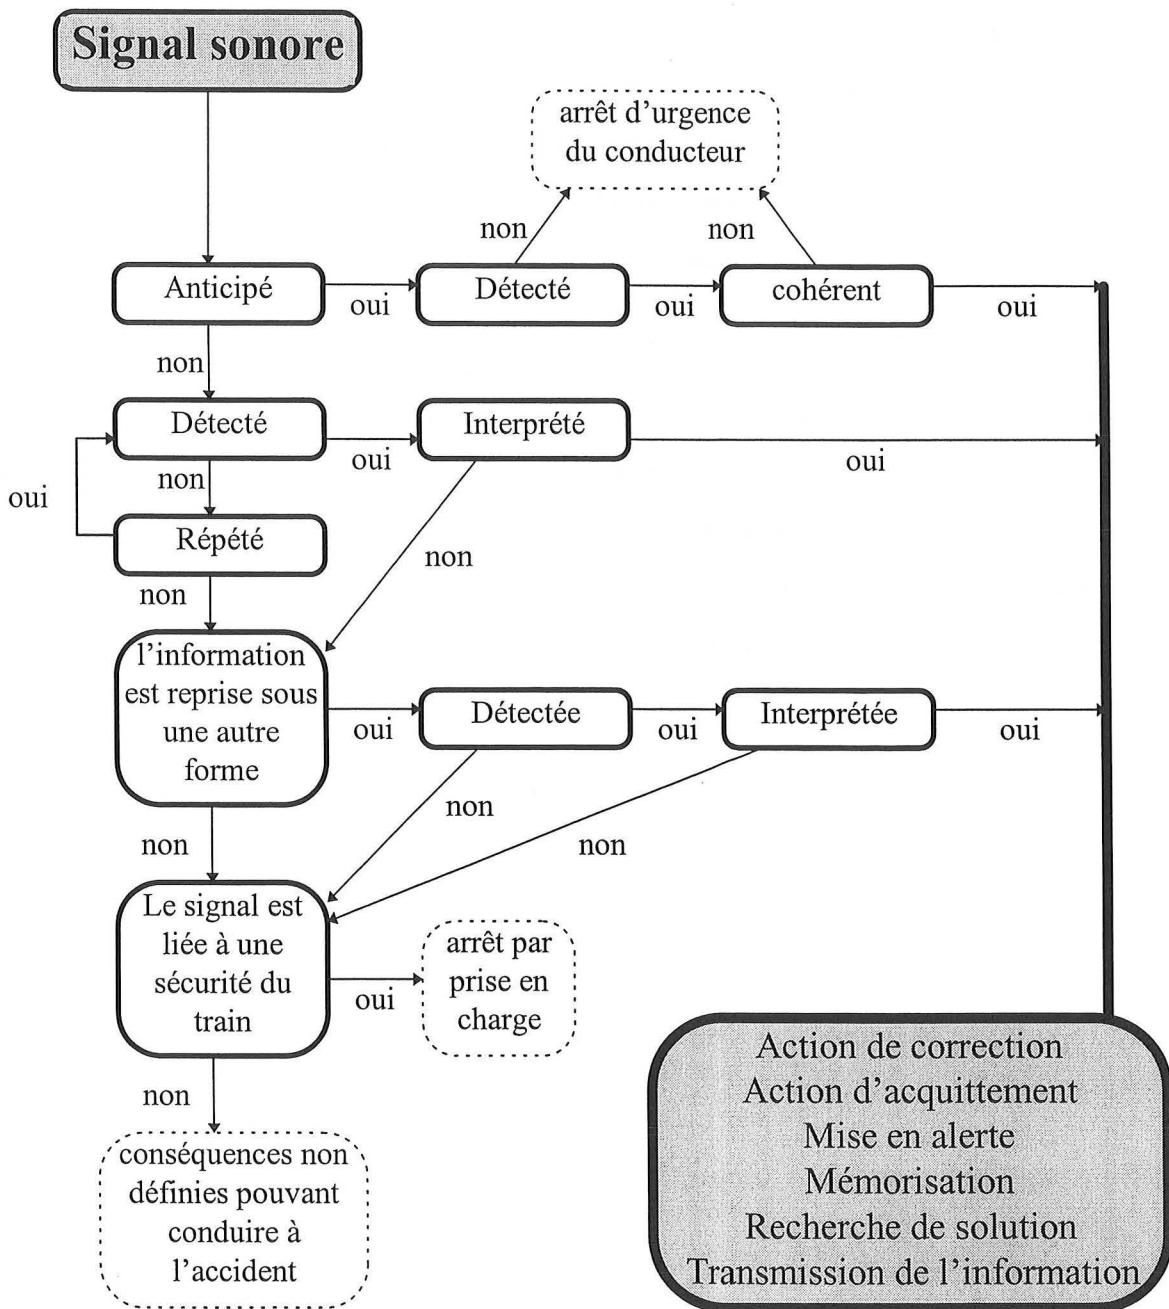 Signal sonore
arrêt d'urgence
du conducteur
non
non
Anticipé
oui
Détecté
oui
cohérent
oui
non
Détecté
oui
Interprété
oui
oui
non
Répété
non
non
l'information
est reprise sous
une autre
forme
oui
Détectée
oui
Interprétée
oui
non
non
non
Le signal est
liée à une
sécurité du
train
oui
arrêt par
prise en
charge
non
conséquences non
définies pouvant
conduire à
l'accident
Action de correction
Action d'acquittement
Mise en alerte
Mémorisation
Recherche de solution
Transmission de l'information